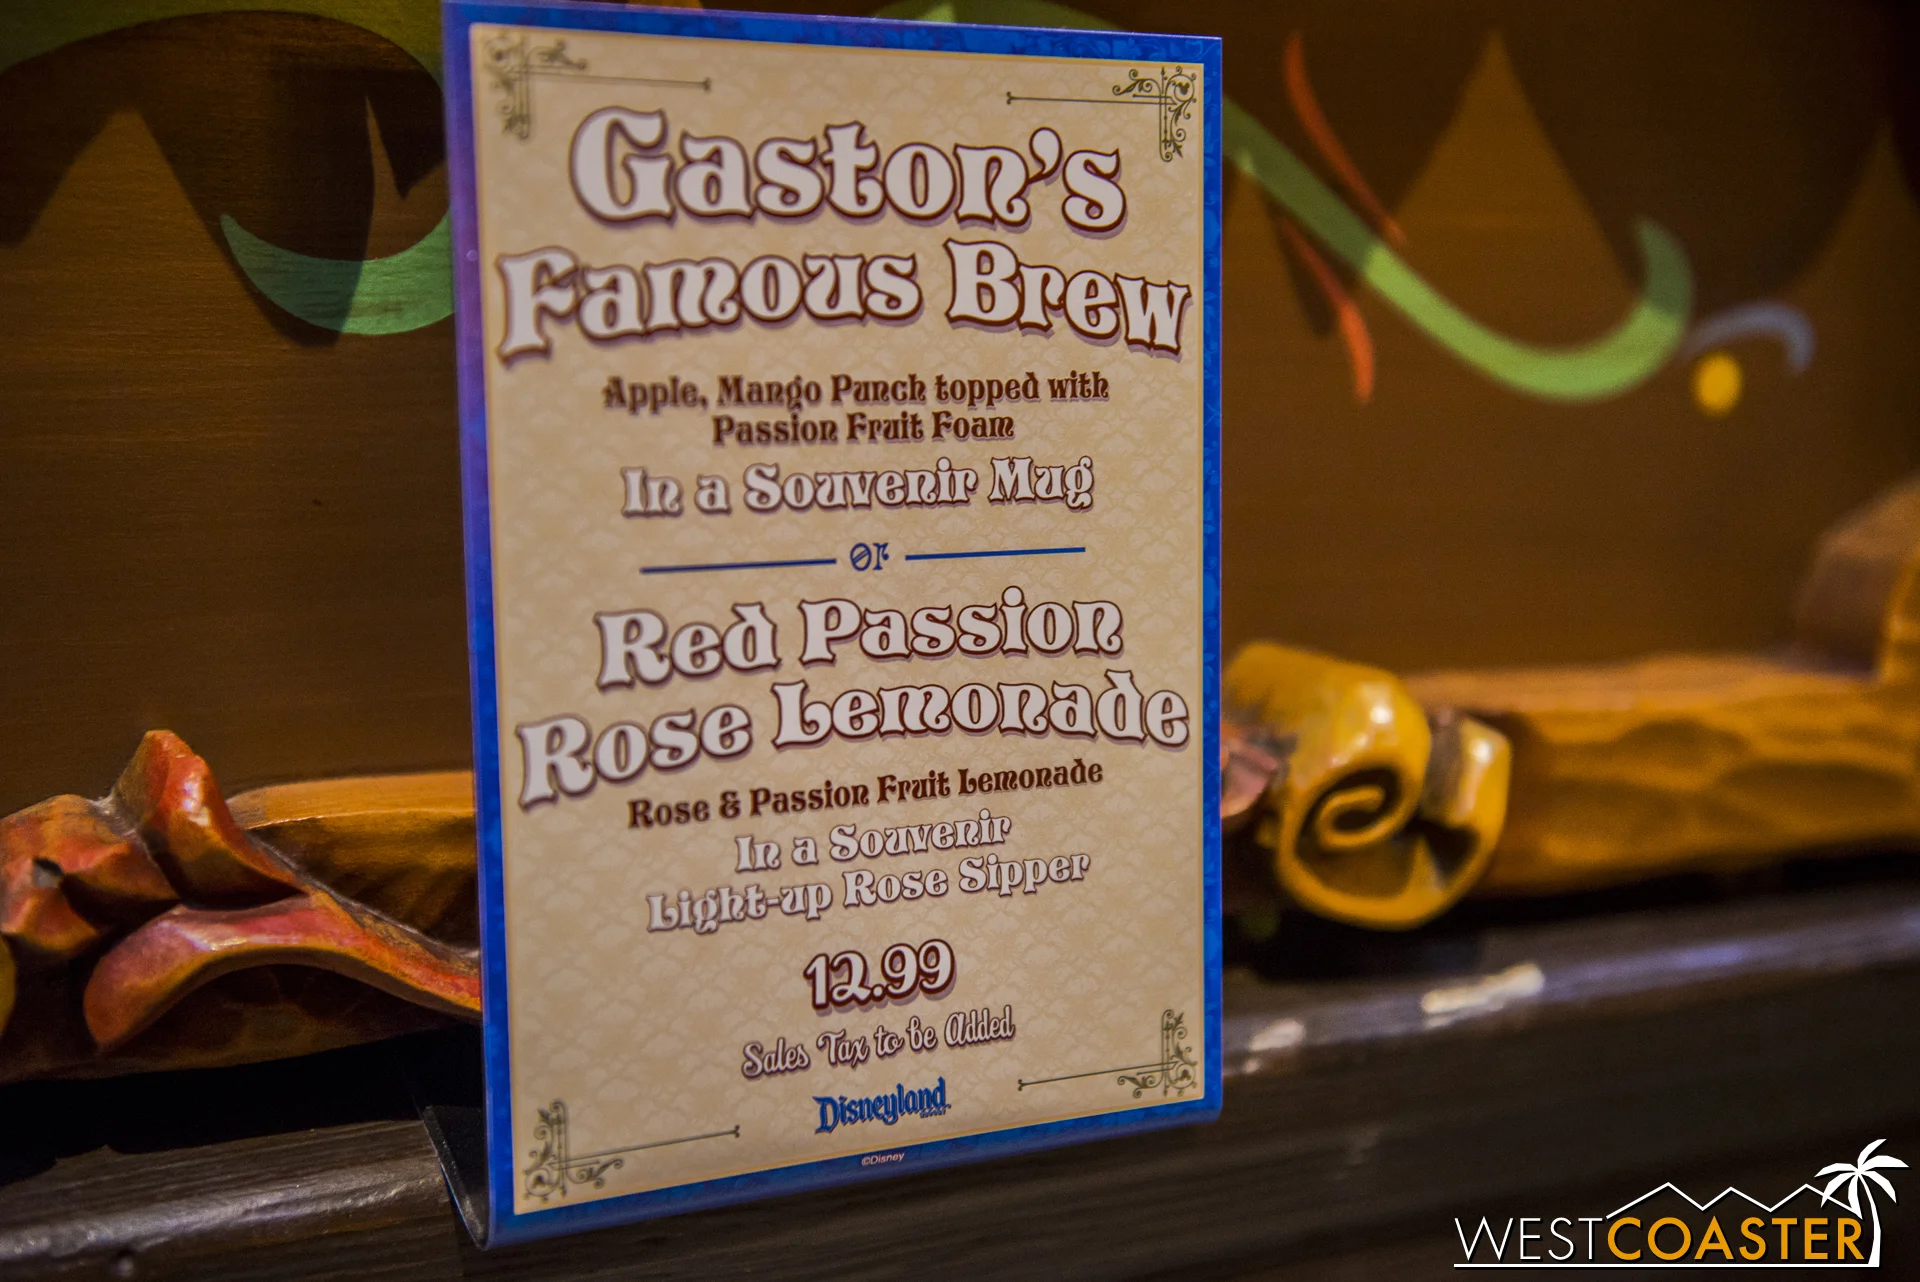 Gaston's
Famous Brew
Apple, Mango Punch topped with
Passion Fruit Foam
In a Souvenir Mug
or
Red Passion
Rose Lemonade
Rose & Passion Fruit Lemonade
In a Souvenir
Light-up Rose Sipper
12.99
Sales Tax to be Added
Disneyland
©Disney
WESTCOASTER